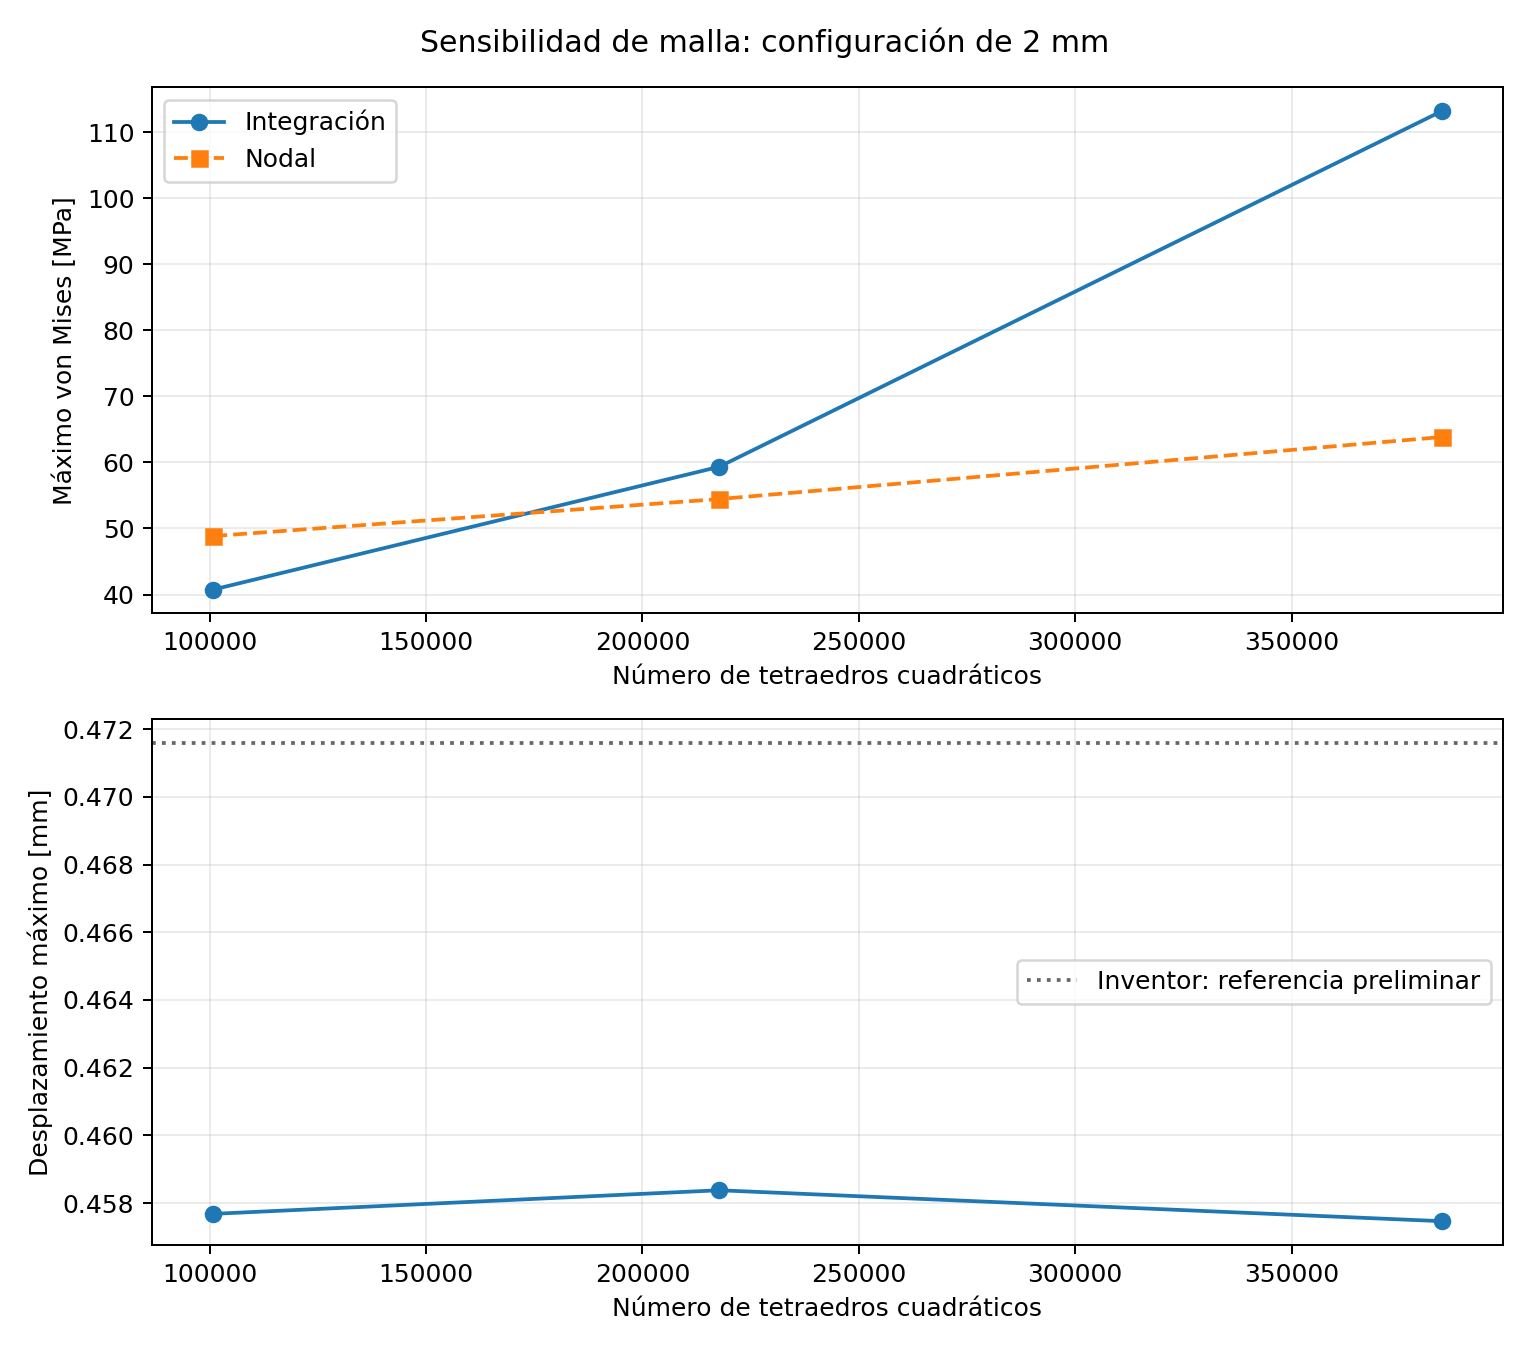 Sensibilidad de malla: configuración de 2 mm
Integración
Nodal
Máximo von Mises [MPa]
110
100
90
80
70
60
50
40
100000 150000 200000 250000 300000 350000
Número de tetraedros cuadráticos
Desplazamiento máximo [mm]
0.472
0.470
0.468
0.466
0.464
0.462
0.460
0.458
Inventor: referencia preliminar
100000 150000 200000 250000 300000 350000
Número de tetraedros cuadráticos